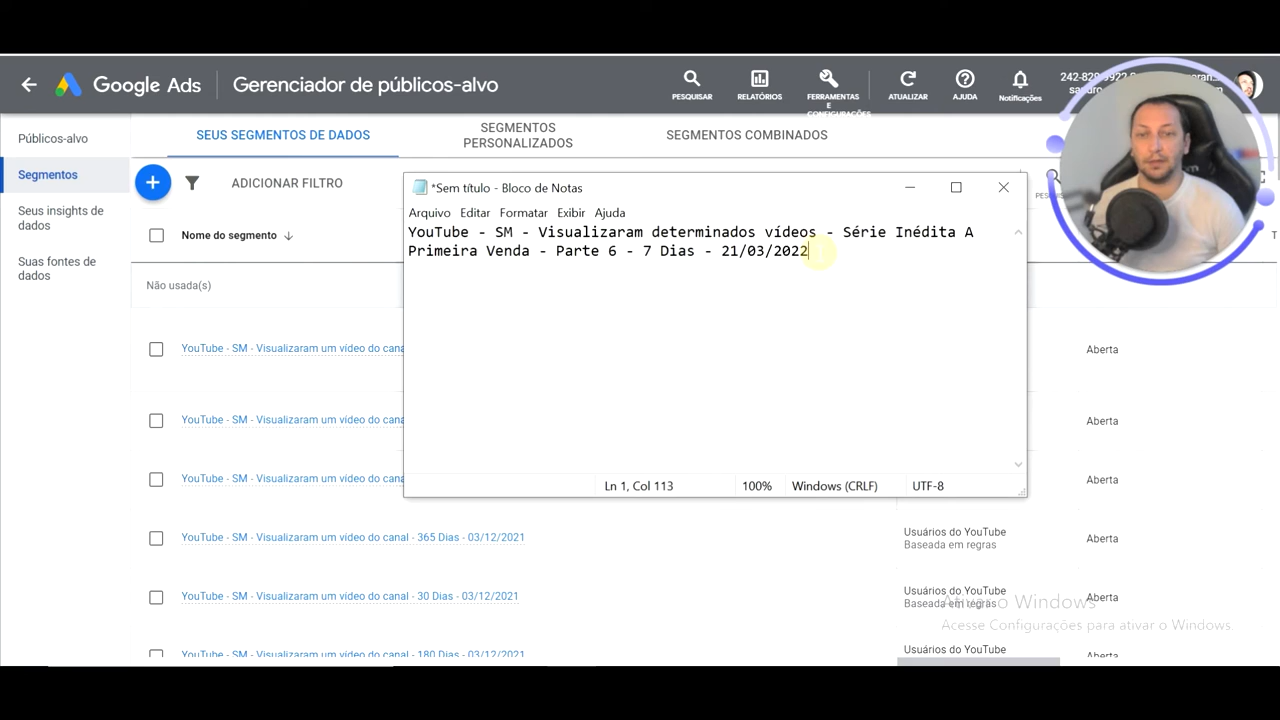 Google Ads
Gerenciador de públicos-alvo
PESQUISAR
RELATÓRIOS
FERRAMENTAS
E
CONFIGURAÇÕES
ATUALIZAR
AJUDA
Notificações
Públicos-alvo
Segmentos
Seus insights de
dados
Suas fontes de
dados
SEUS SEGMENTOS DE DADOS
SEGMENTOS
PERSONALIZADOS
SEGMENTOS COMBINADOS
ADICIONAR FILTRO
Nome do segmento
Não usada(s)
*Sem título - Bloco de Notas
Arquivo Editar Formatar Exibir Ajuda
YouTube - SM - Visualizaram determinados vídeos - Série Inédita A
Primeira Venda - Parte 6 - 7 Dias - 21/03/2022
Ln 1, Col 113 100% Windows (CRLF) UTF-8
YouTube - SM - Visualizaram um vídeo do cana
Aberta
YouTube - SM - Visualizaram um vídeo do cana
Aberta
YouTube - SM - Visualizaram um vídeo do cana
Aberta
YouTube - SM - Visualizaram um vídeo do canal - 365 Dias - 03/12/2021
Usuários do YouTube
Baseada em regras
Aberta
YouTube - SM - Visualizaram um vídeo do canal - 30 Dias - 03/12/2021
Usuários do YouTube
Baseada em regras
Aberta
YouTube - SM - Visualizaram um vídeo do canal - 180 Dias - 03/12/2021
Usuários do YouTube
Aberta
Ativar o Windows
Acesse Configurações para ativar o Windows.